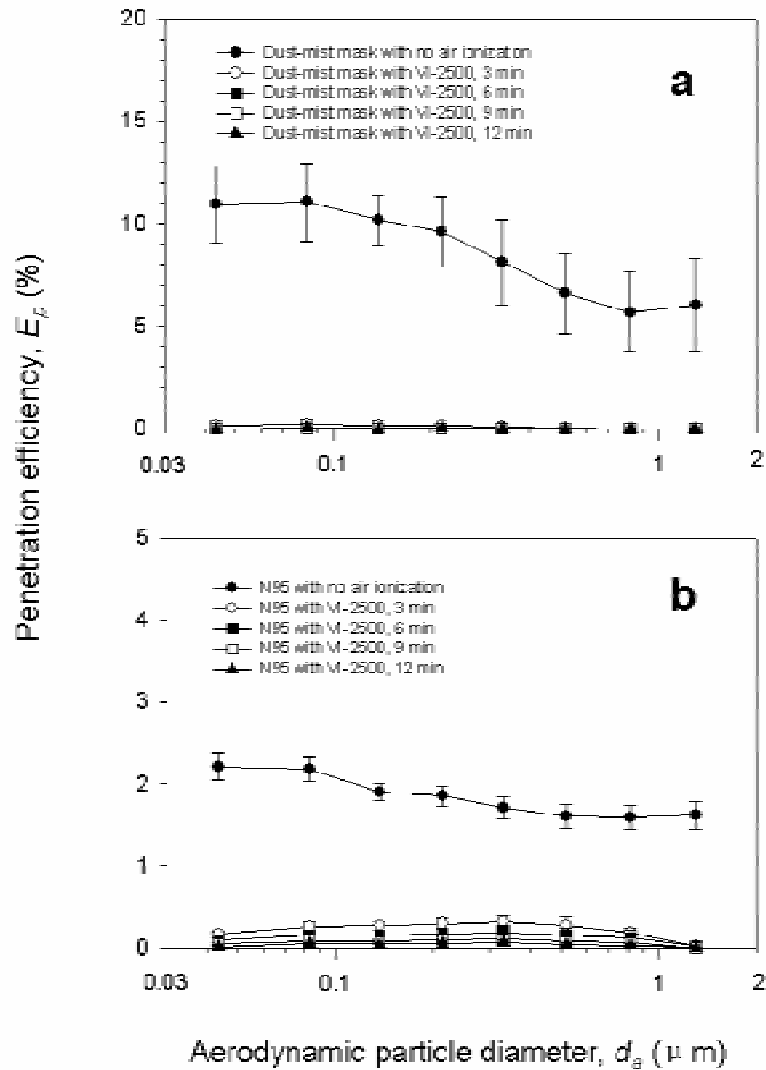 20
Dust-mist mask with no air ionization
Dust-mist mask with VI-2500, 3 min
Dust-mist mask with VI-2500, 6 min
Dust-mist mask with VI-2500, 9 min
Dust-mist mask with VI-2500, 12 min
a
15
10
5
0
0.03
0.1
1
2
Penetration efficiency, Ep (%)
5
N95 with no air ionization
N95 with VI-2500, 3 min
N95 with VI-2500, 6 min
N95 with VI-2500, 9 min
N95 with VI-2500, 12 min
b
4
3
2
1
0
0.03
0.1
1
2
Aerodynamic particle diameter, da (μ m)